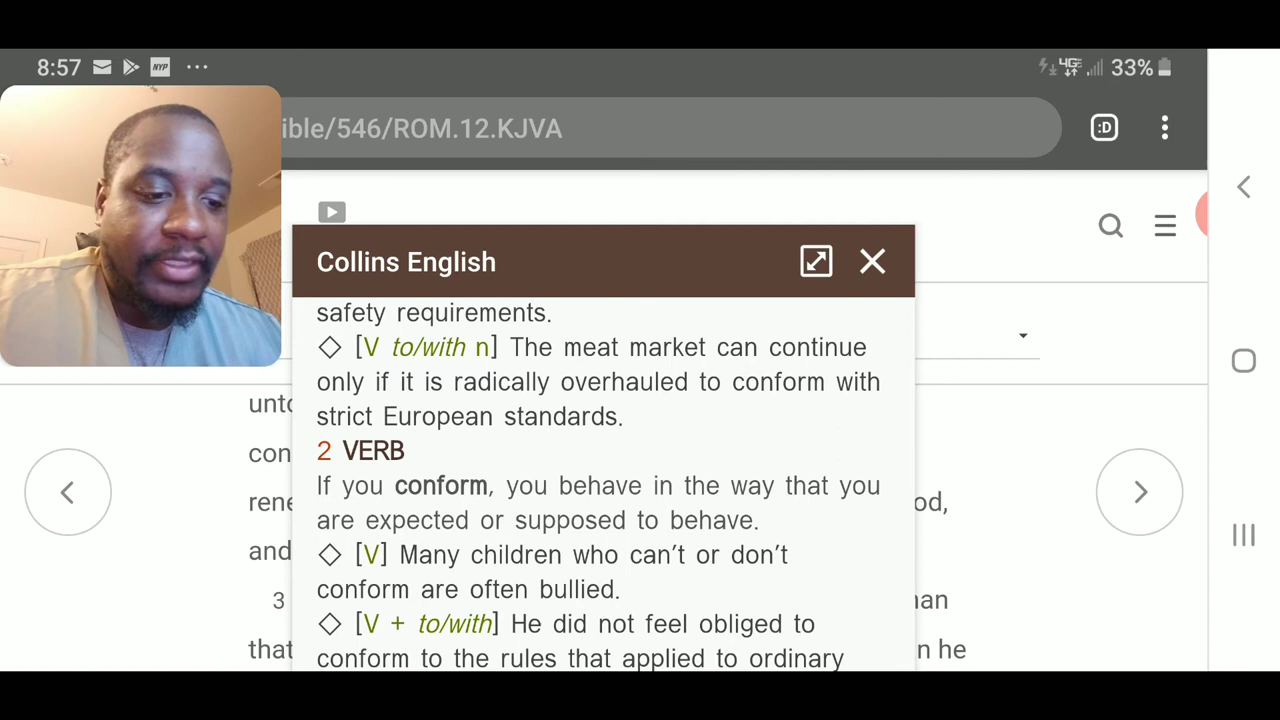 8:57 NYP ... 4G 33%
ible/546/ROM.12.KJVA :D
Collins English
safety requirements.
◇ [V to/with n] The meat market can continue
only if it is radically overhauled to conform with
strict European standards.
2 VERB
If you conform, you behave in the way that you
are expected or supposed to behave.
◇ [V] Many children who can't or don't
conform are often bullied.
◇ [V + to/with] He did not feel obliged to
conform to the rules that applied to ordinary
unto
con
rene od,
and
3 nan
that n he